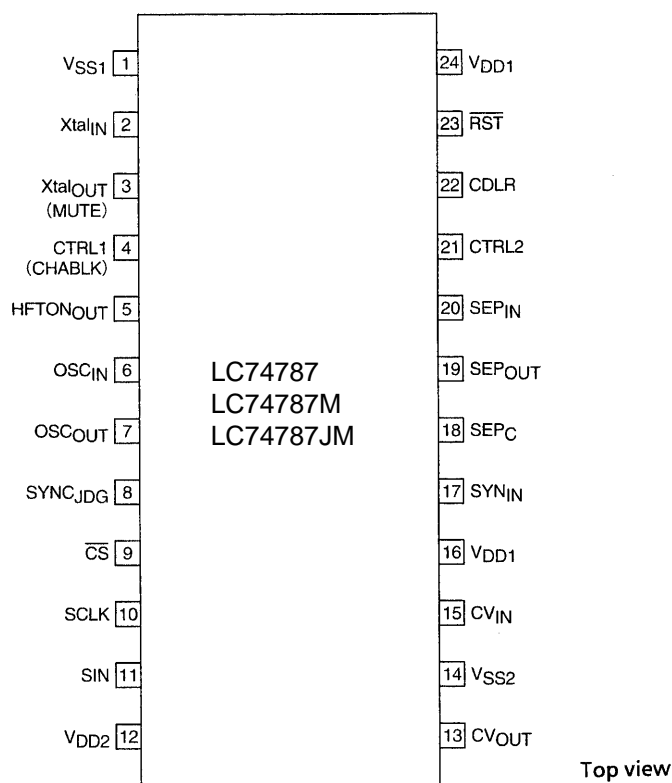 VSS1 1 24 VDD1
XtalIN 2 23 RST
XtalOUT 3 22 CDLR
(MUTE)
CTRL1 4 21 CTRL2
(CHABLK)
HFTONOUT 5 20 SEPIN
OSCIN 6 19 SEPOUT
LC74787
LC74787M
LC74787JM
OSCOUT 7 18 SEPC
SYNCJDG 8 17 SYNIN
CS 9 16 VDD1
SCLK 10 15 CVIN
SIN 11 14 VSS2
VDD2 12 13 CVOUT
Top view